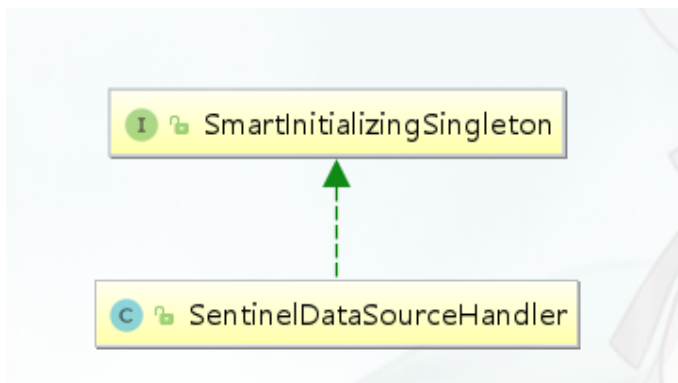 I SmartInitializingSingleton
C SentinelDataSourceHandler